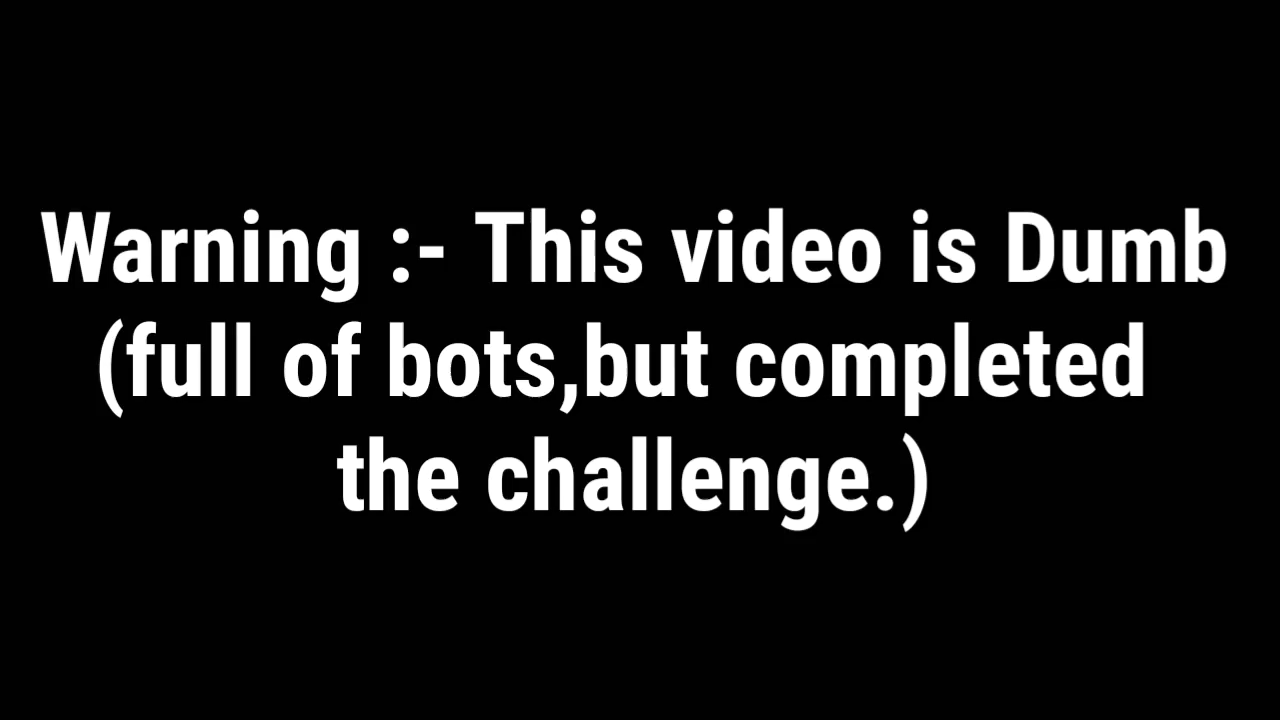 Warning :- This video is Dumb
(full of bots,but completed
the challenge.)